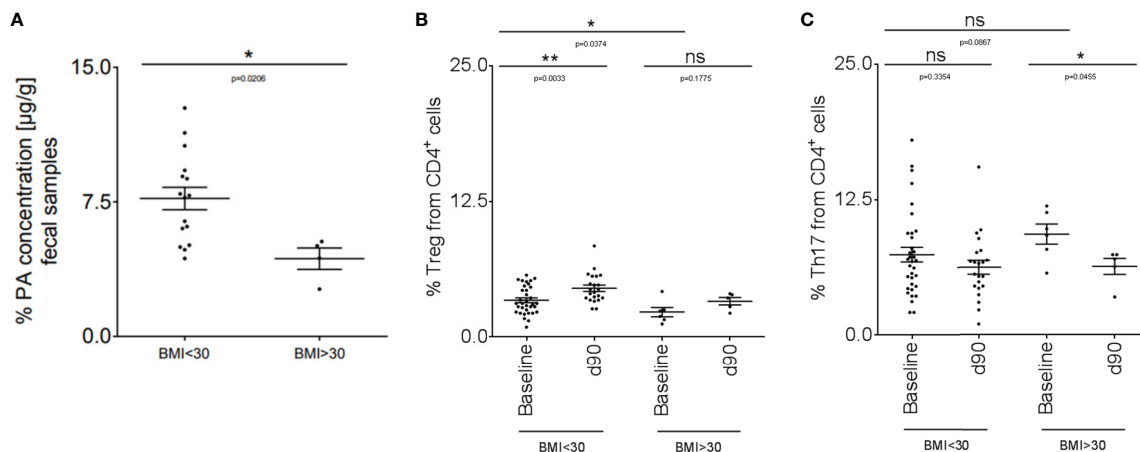 A
% PA concentration [µg/g]
fecal samples
15.0
7.5
0.0
*
p=0.0206
BMI<30
BMI>30
B
% Treg from CD4⁺ cells
25.0
12.5
0.0
*
p=0.0374
**
p=0.0033
ns
p=0.1775
Baseline
d90
Baseline
d90
BMI<30
BMI>30
C
% Th17 from CD4⁺ cells
25.0
12.5
0.0
ns
p=0.0867
ns
p=0.3354
*
p=0.0455
Baseline
d90
Baseline
d90
BMI<30
BMI>30